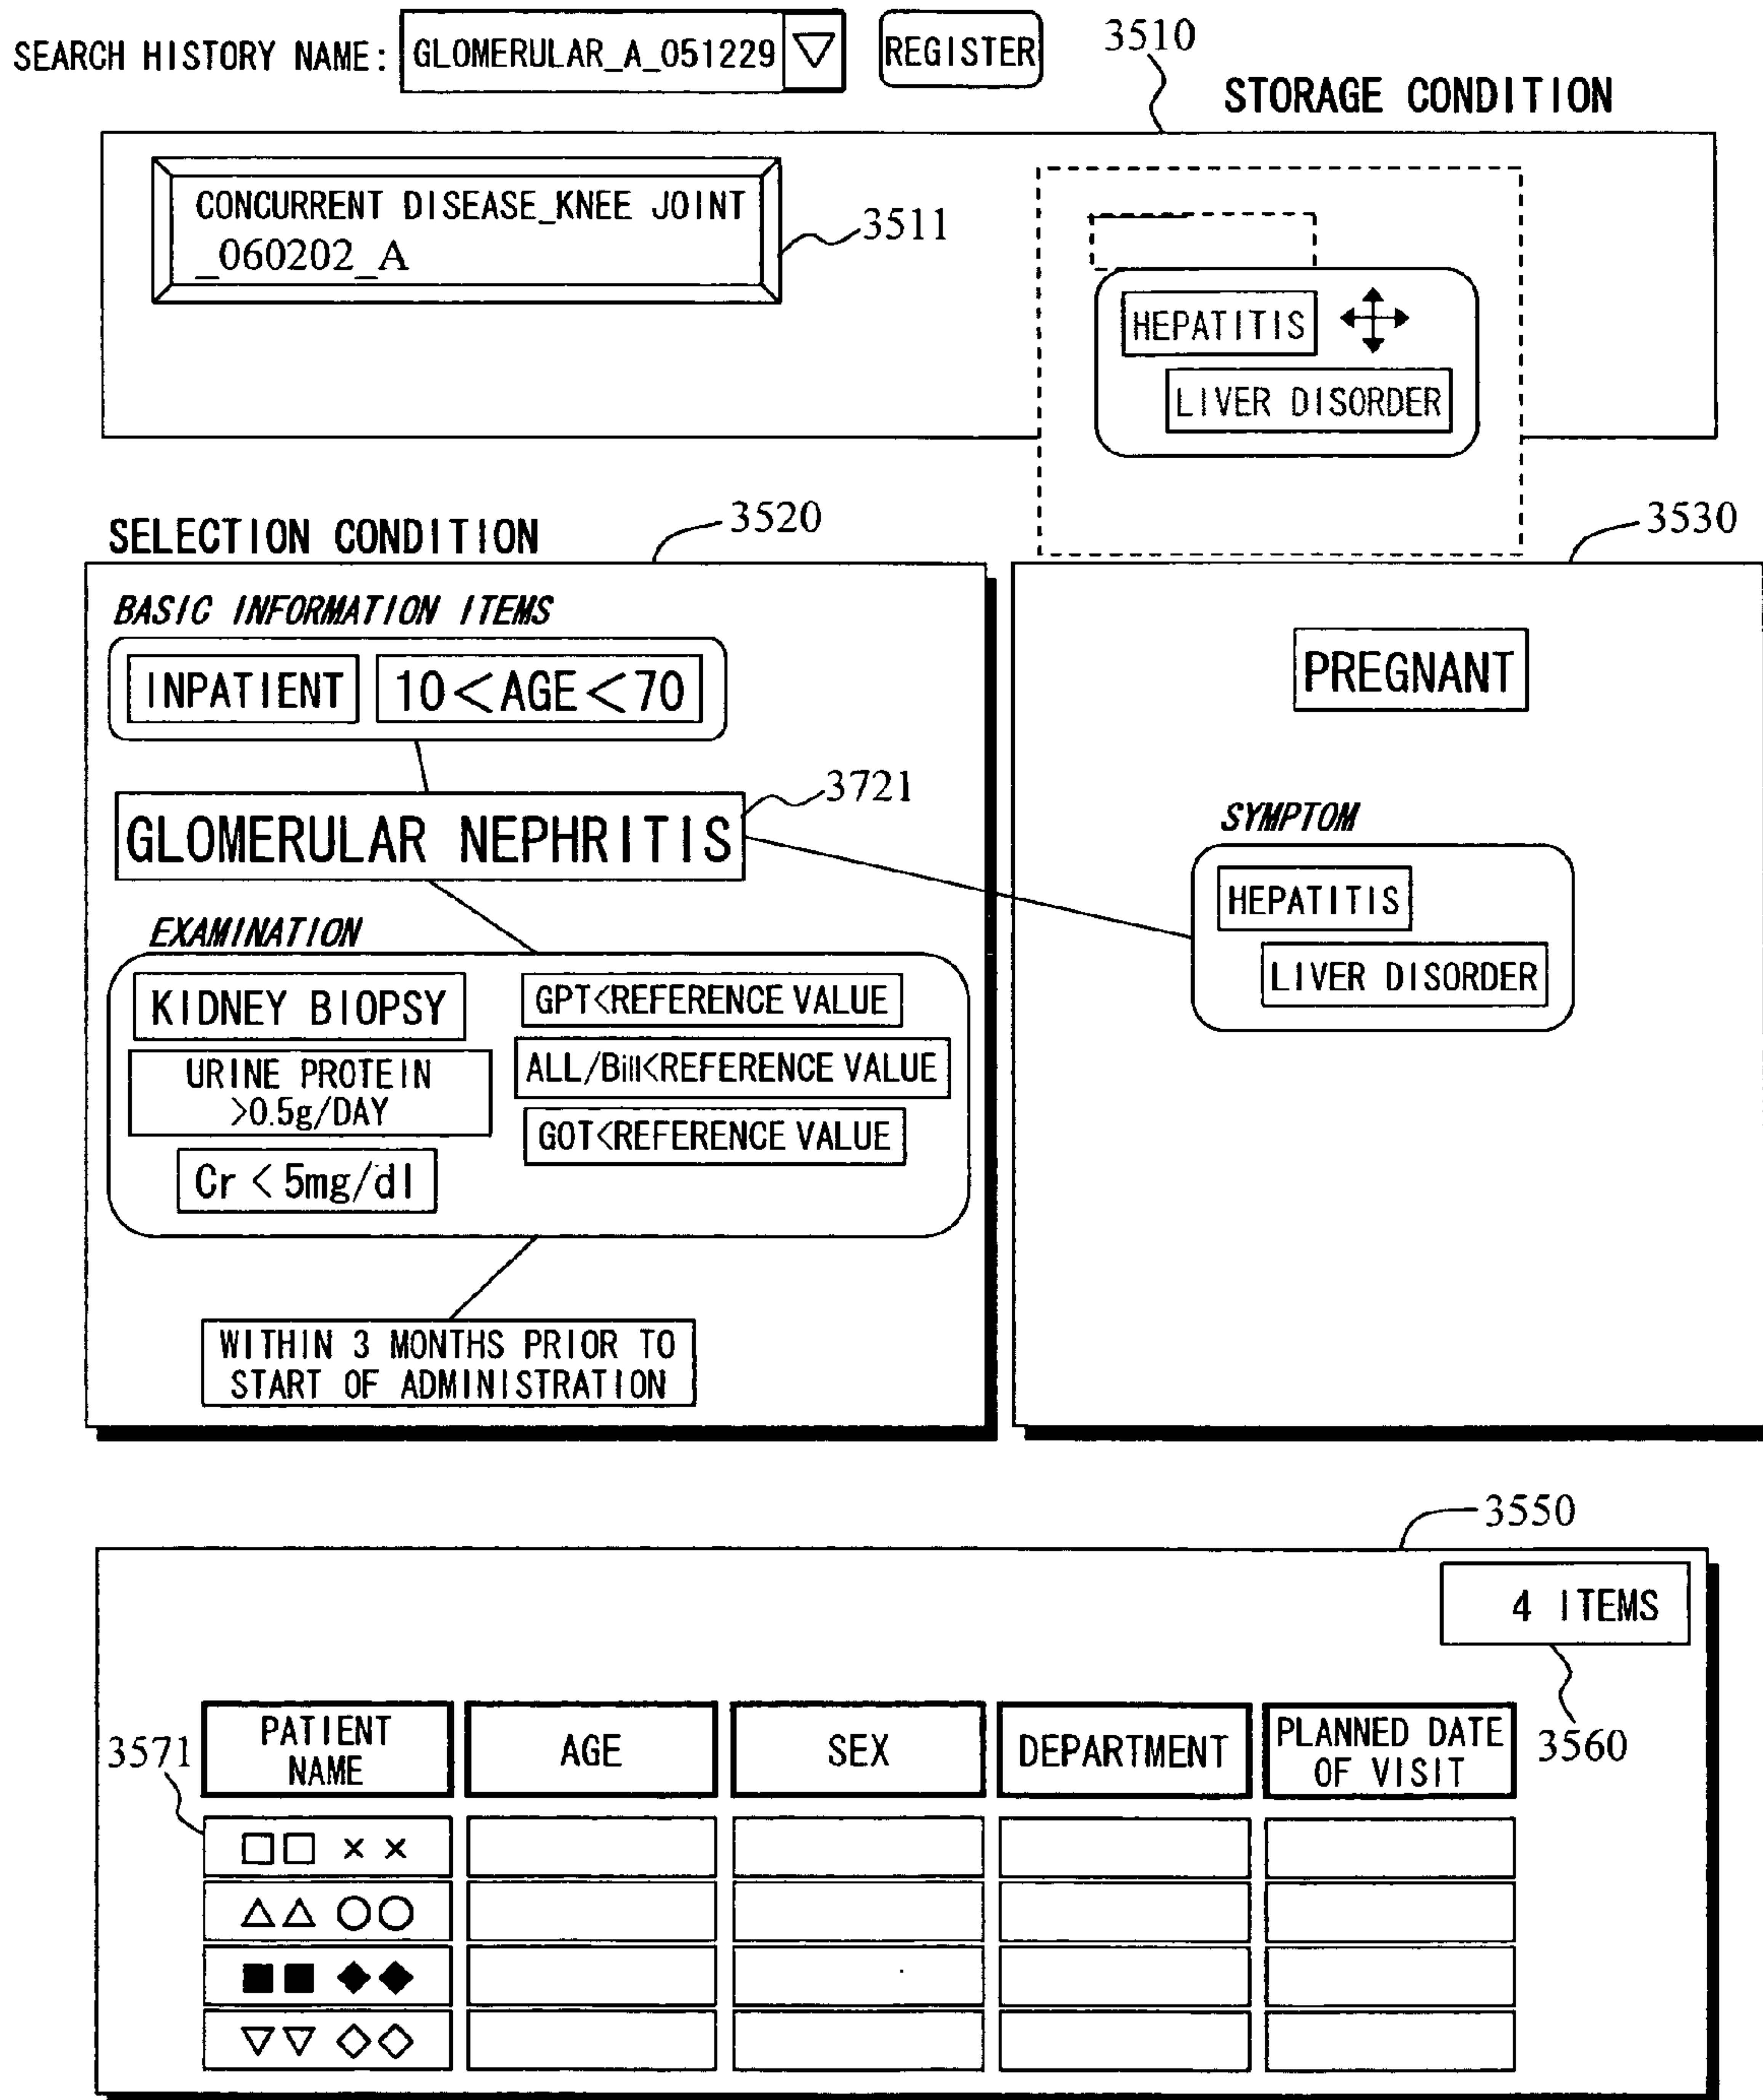 SEARCH HISTORY NAME: GLOMERULAR_A_051229 REGISTER
3510
STORAGE CONDITION
CONCURRENT DISEASE_KNEE JOINT
_060202_A
3511
HEPATITIS
LIVER DISORDER
SELECTION CONDITION
3520
3530
BASIC INFORMATION ITEMS
INPATIENT
10<AGE<70
3721
GLOMERULAR NEPHRITIS
EXAMINATION
KIDNEY BIOPSY
URINE PROTEIN
>0.5g/DAY
Cr<5mg/dl
GPT<REFERENCE VALUE
ALL/Bill<REFERENCE VALUE
GOT<REFERENCE VALUE
WITHIN 3 MONTHS PRIOR TO
START OF ADMINISTRATION
PREGNANT
SYMPTOM
HEPATITIS
LIVER DISORDER
3550
4 ITEMS
3560
3571
PATIENT
NAME
AGE
SEX
DEPARTMENT
PLANNED DATE
OF VISIT
□□ ××
△△ ○○
■■ ◆◆
▽▽ ◇◇